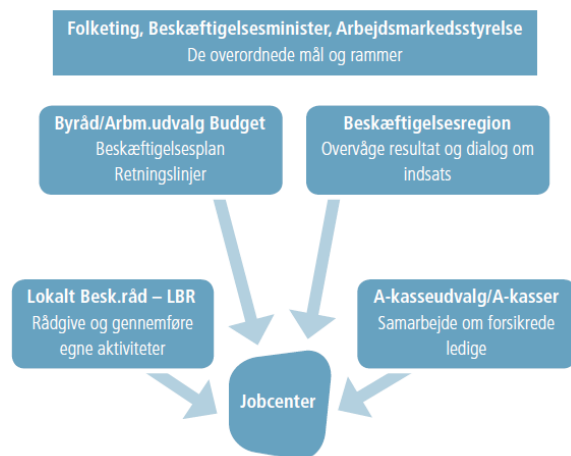 Folketing, Beskæftigelsesminister, Arbejdsmarkedsstyrelse
De overordnede mål og rammer
Byråd/Arbm.udvalg Budget
Beskæftigelsesplan
Retningslinjer
Beskæftigelsesregion
Overvåge resultat og dialog om
indsats
Lokalt Besk.råd – LBR
Rådgive og gennemføre
egne aktiviteter
A-kasseudvalg/A-kasser
Samarbejde om forsikrede
ledige
Jobcenter